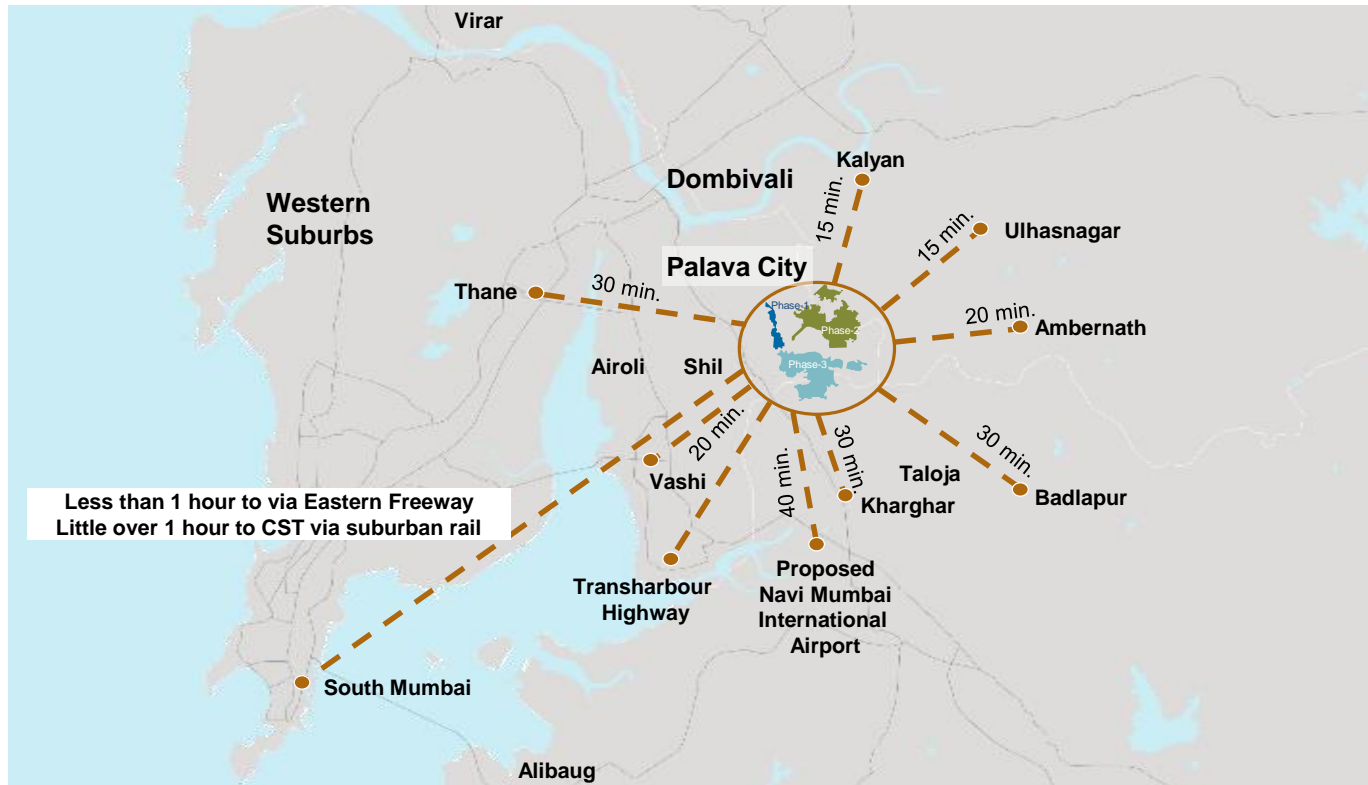 Virar
Kalyan
Dombivali
15 min.
Western
Suburbs
15 min.
Ulhasnagar
Palava City
Thane
30 min.
Phase-1
Phase-2
20 min.
Ambernath
Airoli
Shil
Phase-3
20 min.
Vashi
40 min.
30 min.
Taloja
Kharghar
30 min.
Badlapur
Less than 1 hour to via Eastern Freeway
Little over 1 hour to CST via suburban rail
Transharbour
Highway
Proposed
Navi Mumbai
International
Airport
South Mumbai
Alibaug